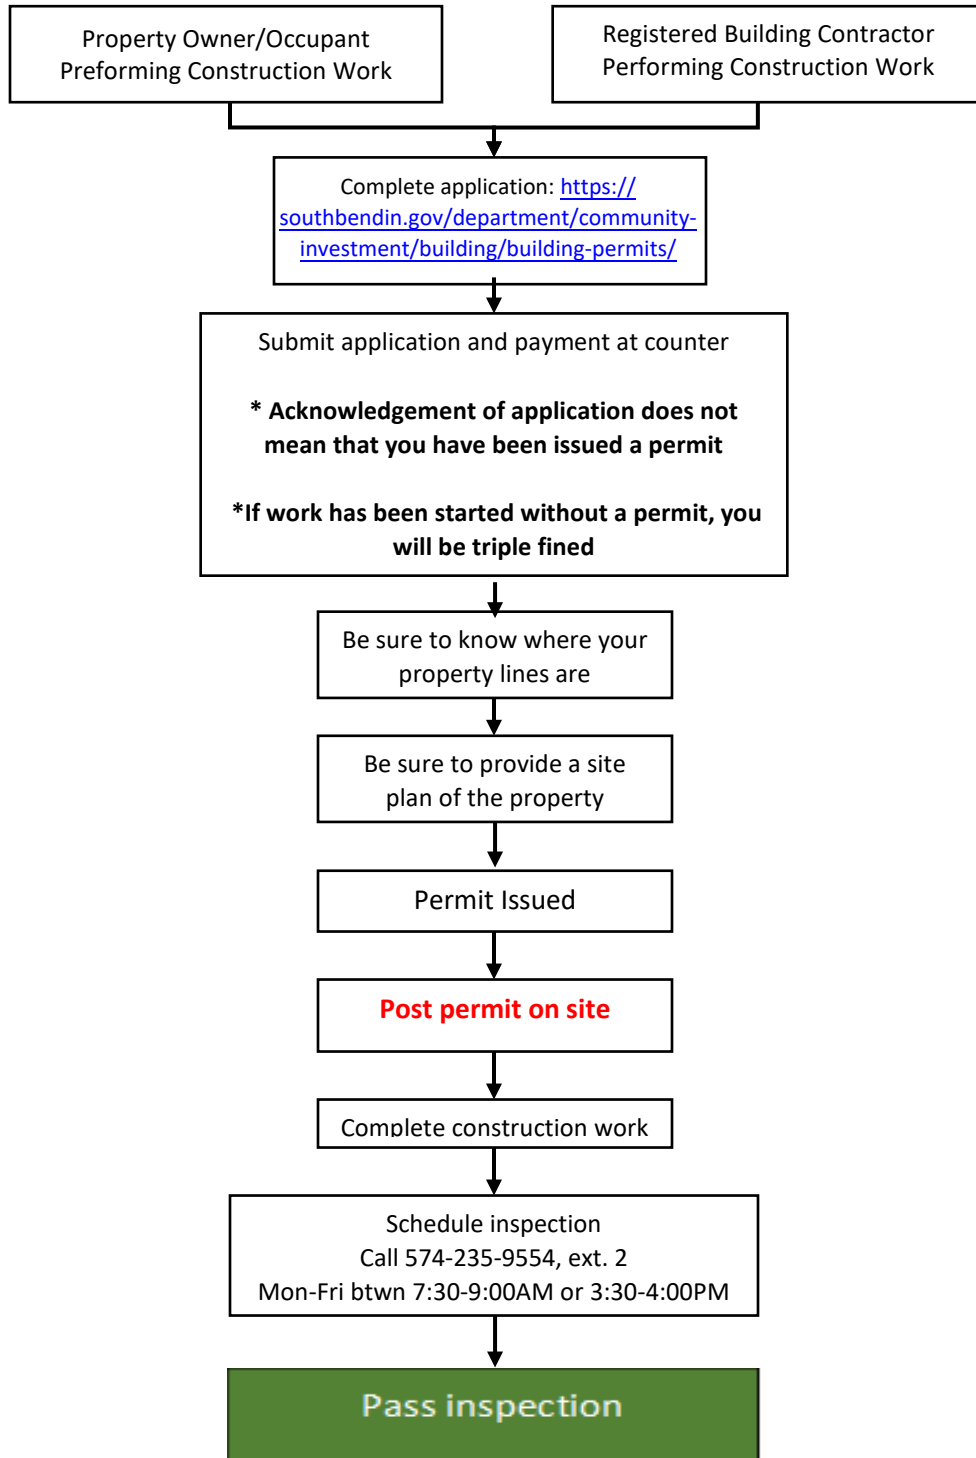 Property Owner/Occupant
Preforming Construction Work
Registered Building Contractor
Performing Construction Work
Complete application: https://
southbendin.gov/department/community-
investment/building/building-permits/
Submit application and payment at counter
* Acknowledgement of application does not
mean that you have been issued a permit
*If work has been started without a permit, you
will be triple fined
Be sure to know where your
property lines are
Be sure to provide a site
plan of the property
Permit Issued
Post permit on site
Complete construction work
Schedule inspection
Call 574-235-9554, ext. 2
Mon-Fri btwn 7:30-9:00AM or 3:30-4:00PM
Pass inspection